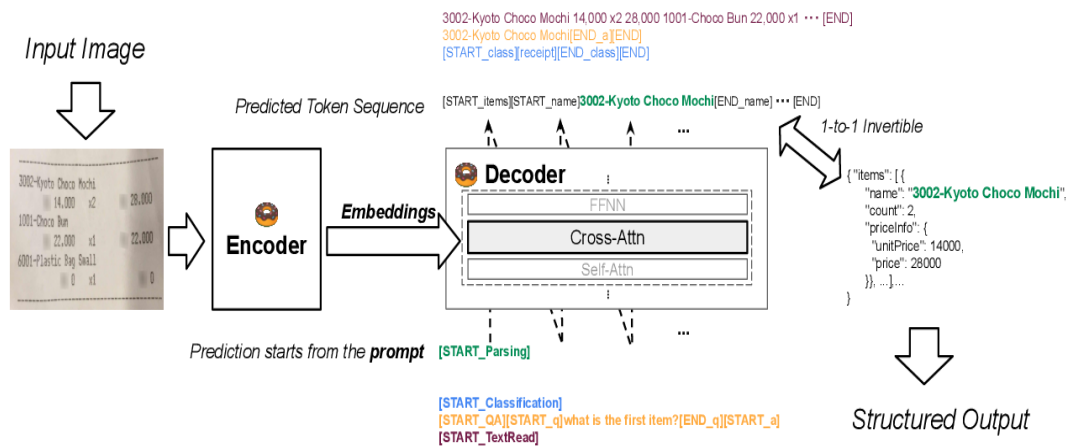 3002-Kyoto Choco Mochi 14,000 x2 28,000 1001-Choco Bun 22,000 x1 ··· [END]
3002-Kyoto Choco Mochi[END_a][END]
[START_class][receipt][END_class][END]
Input Image
Predicted Token Sequence
[START_items][START_name]3002-Kyoto Choco Mochi[END_name] ··· [END]
...
1-to-1 Invertible
3002-Kyoto Choco Mochi
14,000 x2 28,000
1001-Choco Bun
22,000 x1 22,000
6001-Plastic Bag Small
0 x1 0
Encoder
Embeddings
Decoder
FFNN
Cross-Attn
Self-Attn
{ "items": [ {
"name": "3002-Kyoto Choco Mochi",
"count": 2,
"priceInfo": {
"unitPrice": 14000,
"price": 28000
}}, ...],...
}
...
Prediction starts from the prompt
[START_Parsing]
[START_Classification]
[START_QA][START_q]what is the first item?[END_q][START_a]
[START_TextRead]
Structured Output